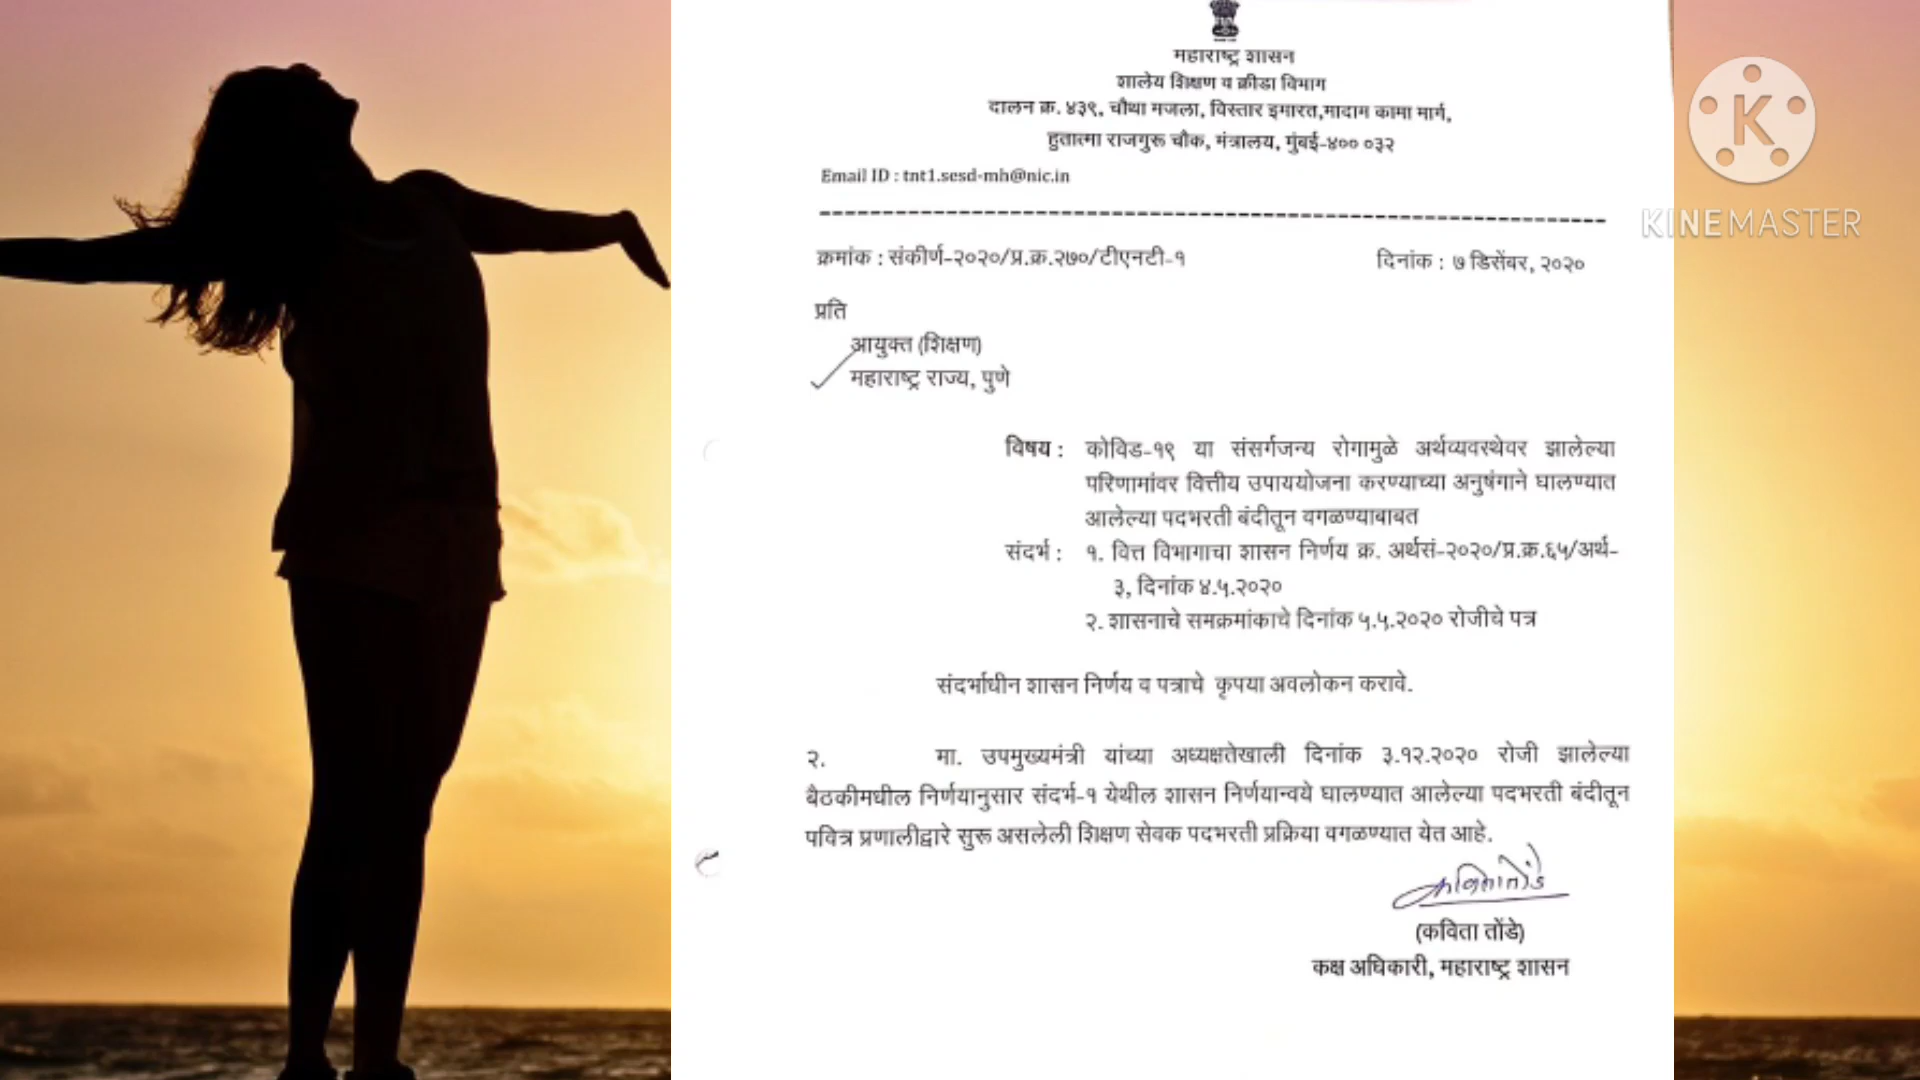 महाराष्ट्र शासन
शालेय शिक्षण व क्रीडा विभाग
दालन क्र. ४३९, चौथा मजला, विस्तार इमारत,मादाम कामा मार्ग,
हुतात्मा राजगुरू चौक, मंत्रालय, मुंबई-४०० ०३२
Email ID : tnt1.sesd-mh@nic.in
क्रमांक : संकीर्ण-२०२०/प्र.क्र.२७०/टीएनटी-१ दिनांक : ७ डिसेंबर, २०२०
प्रति
आयुक्त (शिक्षण)
महाराष्ट्र राज्य, पुणे
विषय : कोविड-१९ या संसर्गजन्य रोगामुळे अर्थव्यवस्थेवर झालेल्या
परिणामांवर वित्तीय उपाययोजना करण्याच्या अनुषंगाने घालण्यात
आलेल्या पदभरती बंदीतून वगळण्याबाबत
संदर्भ : १. वित्त विभागाचा शासन निर्णय क्र. अर्थसं-२०२०/प्र.क्र.६५/अर्थ-
३, दिनांक ४.५.२०२०
२. शासनाचे समक्रमांकाचे दिनांक ५.५.२०२० रोजीचे पत्र
संदर्भाधीन शासन निर्णय व पत्राचे कृपया अवलोकन करावे.
२. मा. उपमुख्यमंत्री यांच्या अध्यक्षतेखाली दिनांक ३.१२.२०२० रोजी झालेल्या
बैठकीमधील निर्णयानुसार संदर्भ-१ येथील शासन निर्णयान्वये घालण्यात आलेल्या पदभरती बंदीतून
पवित्र प्रणालीद्वारे सुरू असलेली शिक्षण सेवक पदभरती प्रक्रिया वगळण्यात येत आहे.
कविता तोंडे
(कविता तोंडे)
कक्ष अधिकारी, महाराष्ट्र शासन
K
KINEMASTER